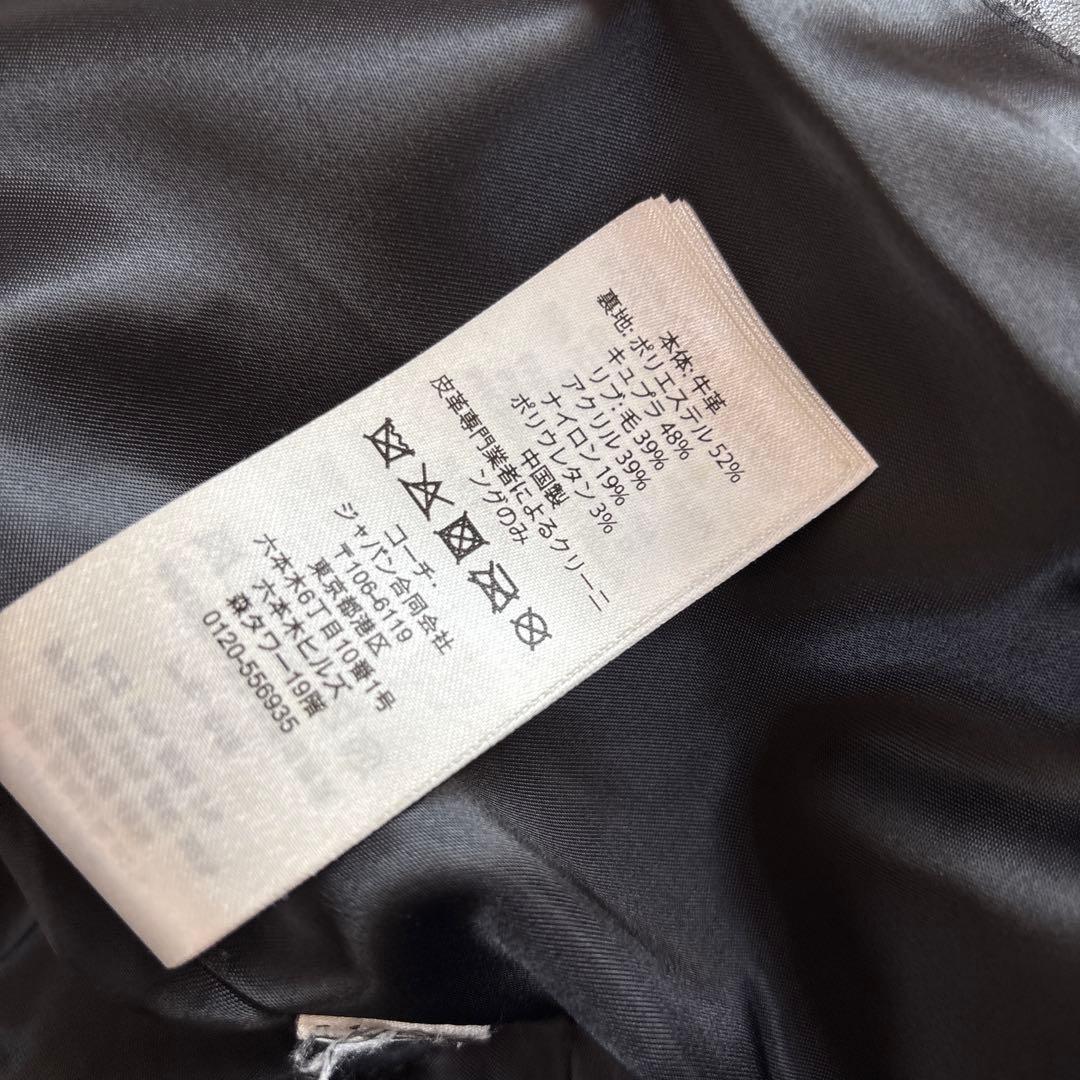 本体: 牛革
裏地: ポリエステル 52%
キュプラ 48%
リブ: 毛 39%
アクリル 39%
ナイロン 19%
ポリウレタン 3%
中国製
皮革専門業者によるクリーニ
ングのみ
コーチ・
ジャパン合同会社
〒106-6119
東京都港区
六本木6丁目10番1号
六本木ヒルズ
森タワー19階
0120-556935